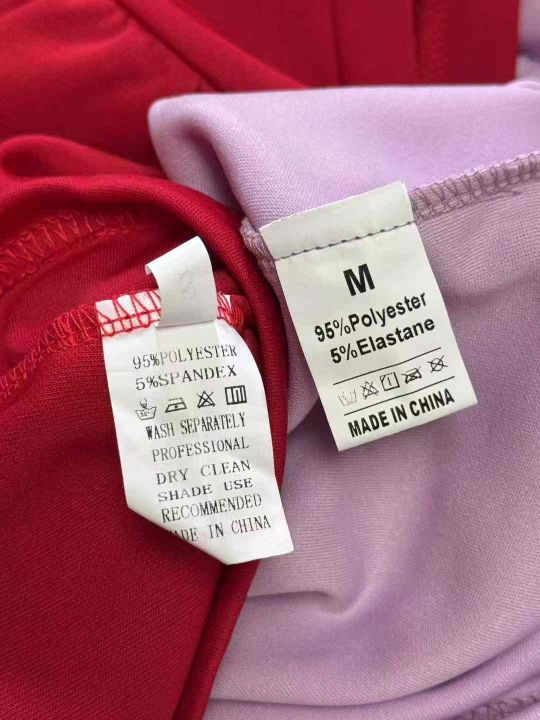 95%POLYESTER
5%SPANDEX
WASH SEPARATELY
PROFESSIONAL
DRY CLEAN
SHADE USE
RECOMMENDED
MADE IN CHINA
M
95%Polyester
5%Elastane
MADE IN CHINA